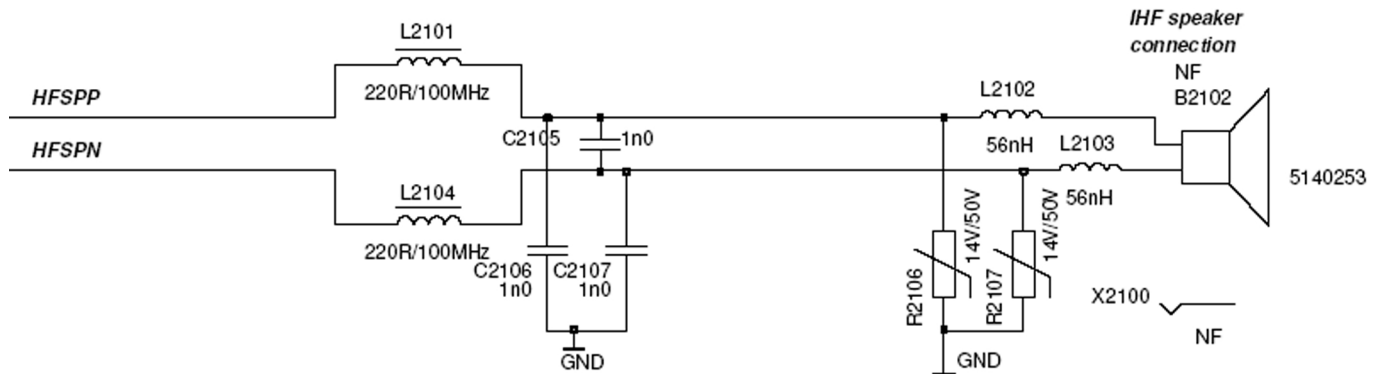 IHF speaker
connection
NF
B2102
L2101
220R/100MHz
HFSPP
HFSPN
L2104
220R/100MHz
C2105
1n0
C2106
1n0
C2107
1n0
GND
L2102
56nH
L2103
56nH
5140253
14V/50V
R2106
14V/50V
R2107
GND
X2100
NF